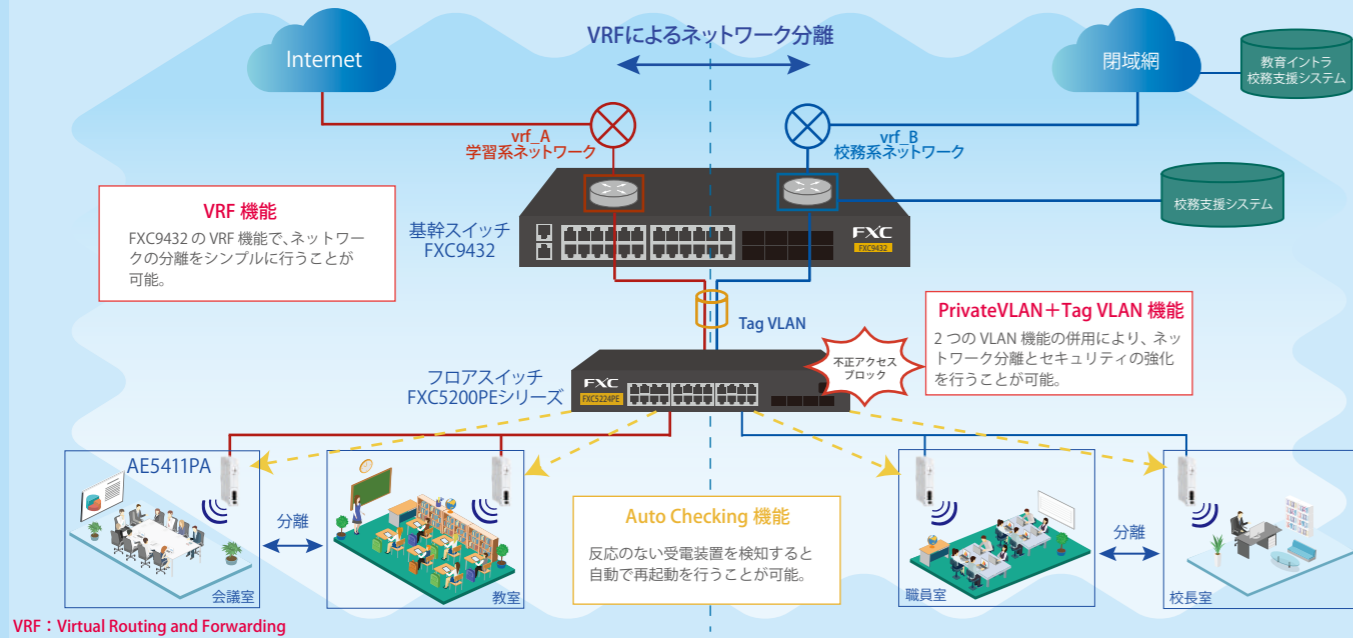 VRFによるネットワーク分離
Internet
閉域網
教育イントラ
校務支援システム
vrf_A
学習系ネットワーク
vrf_B
校務系ネットワーク
校務支援システム
VRF 機能
FXC9432 の VRF 機能で、ネットワー
クの分離をシンプルに行うことが
可能。
基幹スイッチ
FXC9432
FXC
FXC9432
Tag VLAN
PrivateVLAN＋Tag VLAN 機能
2 つの VLAN 機能の併用により、ネッ
トワーク分離とセキュリティの強化
を行うことが可能。
不正アクセス
ブロック
フロアスイッチ
FXC5200PEシリーズ
FXC
FXC5224PE
AE5411PA
分離
会議室
教室
Auto Checking 機能
反応のない受電装置を検知すると
自動で再起動を行うことが可能。
職員室
分離
校長室
VRF：Virtual Routing and Forwarding